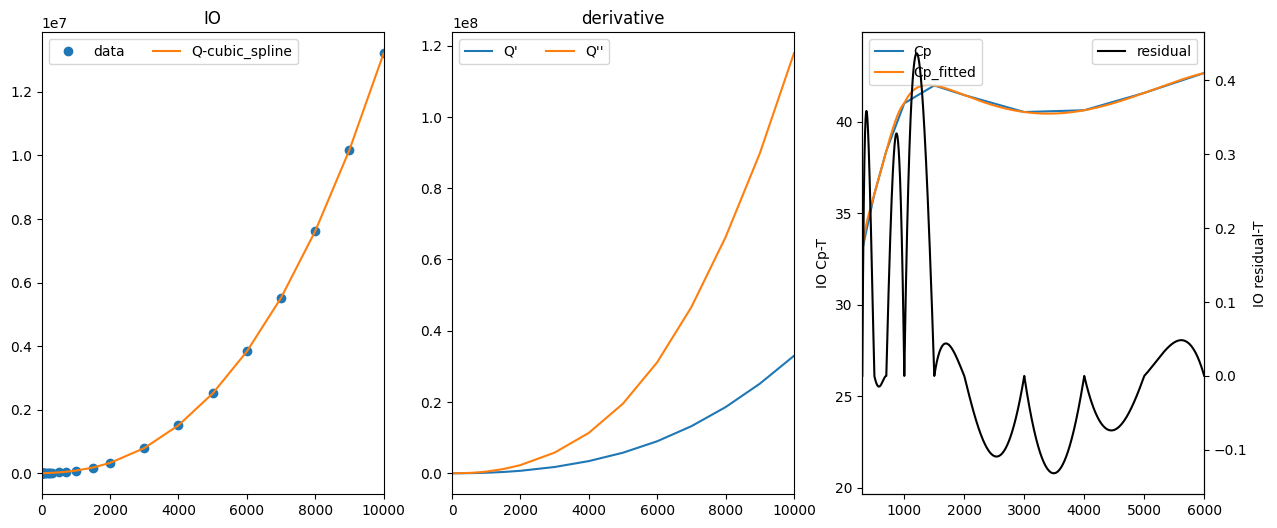 IO
1e7
data
Q-cubic_spline
1.2
1.0
0.8
0.6
0.4
0.2
0.0
0 2000 4000 6000 8000 10000
derivative
1e8
Q'
Q''
1.2
1.0
0.8
0.6
0.4
0.2
0.0
0 2000 4000 6000 8000 10000
Cp
Cp_fitted
residual
IO Cp-T
40
35
30
25
20
1000 2000 3000 4000 5000 6000
0.4
0.3
0.2
0.1
0.0
−0.1
IO residual-T